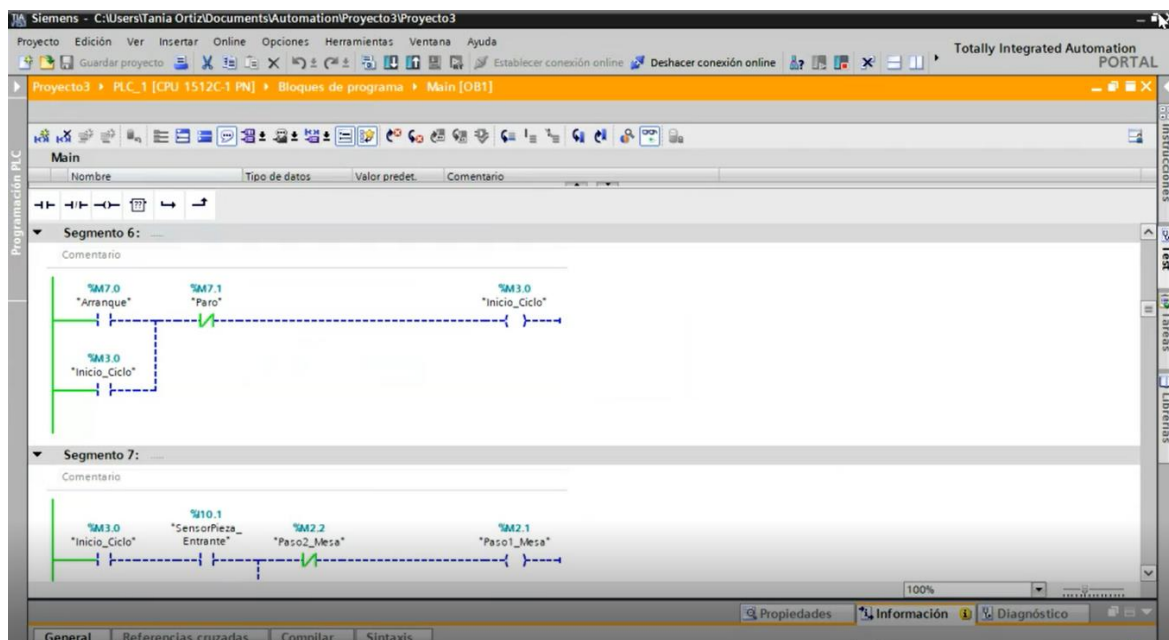 Siemens - C:\Users\Tania Ortiz\Documents\Automation\Proyecto3\Proyecto3
Proyecto Edición Ver Insertar Online Opciones Herramientas Ventana Ayuda
Totally Integrated Automation
PORTAL
Guardar proyecto
Establecer conexión online
Deshacer conexión online
Proyecto3 ▸ PLC_1 [CPU 1512C-1 PN] ▸ Bloques de programa ▸ Main [OB1]
Programación PLC
Main
Nombre Tipo de datos Valor predet. Comentario
Segmento 6: .....
Comentario
%M7.0 %M7.1 %M3.0
"Arranque" "Paro" "Inicio_Ciclo"
%M3.0
"Inicio_Ciclo"
Segmento 7: .....
Comentario
%I10.1
%M3.0 "SensorPieza_ %M2.2 %M2.1
"Inicio_Ciclo" Entrante" "Paso2_Mesa" "Paso1_Mesa"
100%
Propiedades Información Diagnóstico
General Referencias cruzadas Compilar Sintaxis
Instrucciones
Test
Tareas
Librerías